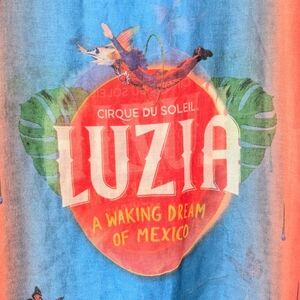 CIRQUE DU SOLEIL
LUZIA
A WAKING DREAM
OF MEXICO